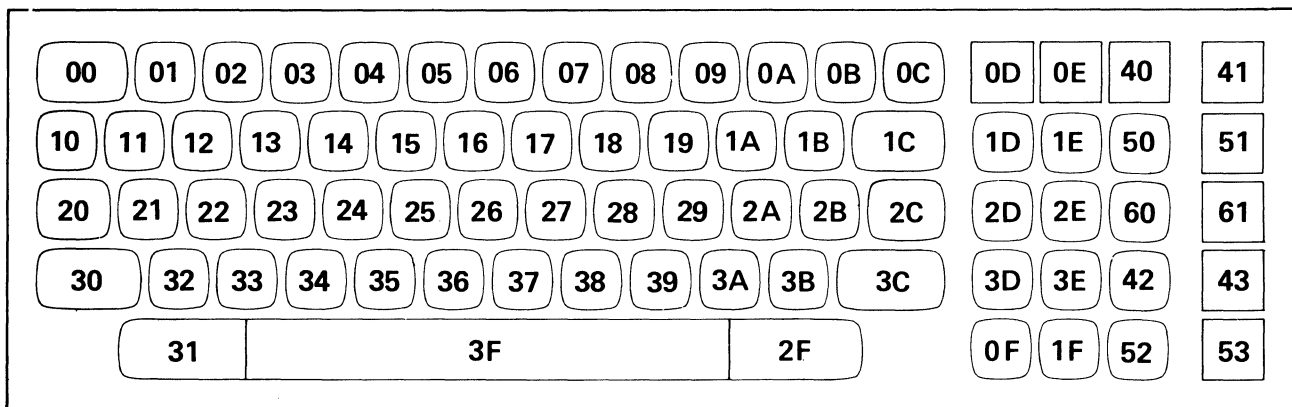 00 01 02 03 04 05 06 07 08 09 0A 0B 0C 0D 0E 40 41
10 11 12 13 14 15 16 17 18 19 1A 1B 1C 1D 1E 50 51
20 21 22 23 24 25 26 27 28 29 2A 2B 2C 2D 2E 60 61
30 32 33 34 35 36 37 38 39 3A 3B 3C 3D 3E 42 43
31 3F 2F 0F 1F 52 53